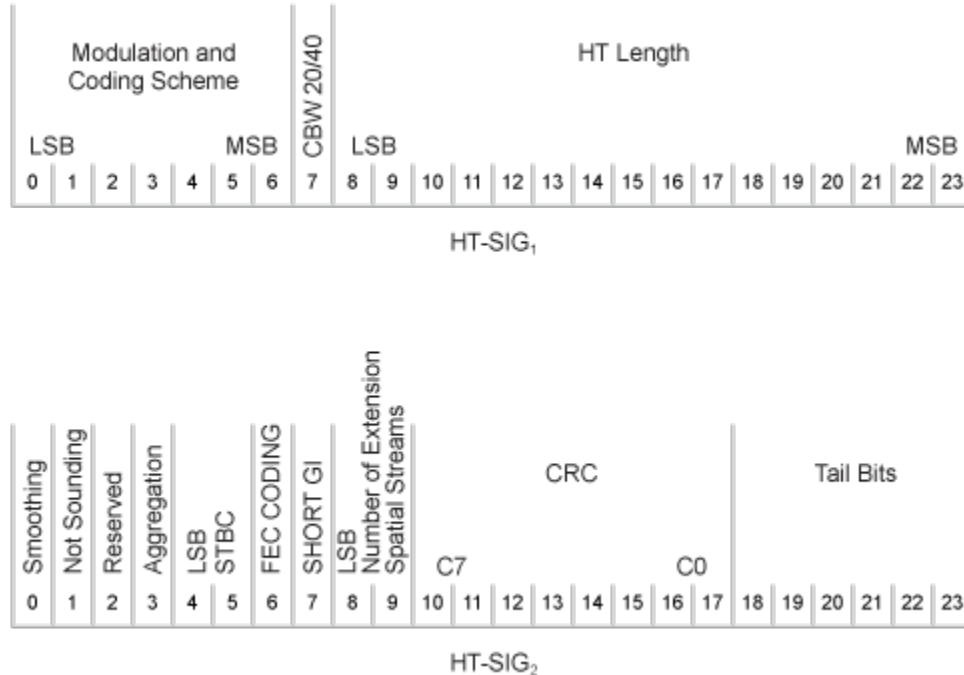 Modulation and
Coding Scheme
CBW 20/40
HT Length
LSB MSB LSB MSB
0 1 2 3 4 5 6 7 8 9 10 11 12 13 14 15 16 17 18 19 20 21 22 23
HT-SIG₁
Smoothing
Not Sounding
Reserved
Aggregation
LSB
STBC
FEC CODING
SHORT GI
LSB
Number of Extension
Spatial Streams
CRC
C7 C0
Tail Bits
0 1 2 3 4 5 6 7 8 9 10 11 12 13 14 15 16 17 18 19 20 21 22 23
HT-SIG₂